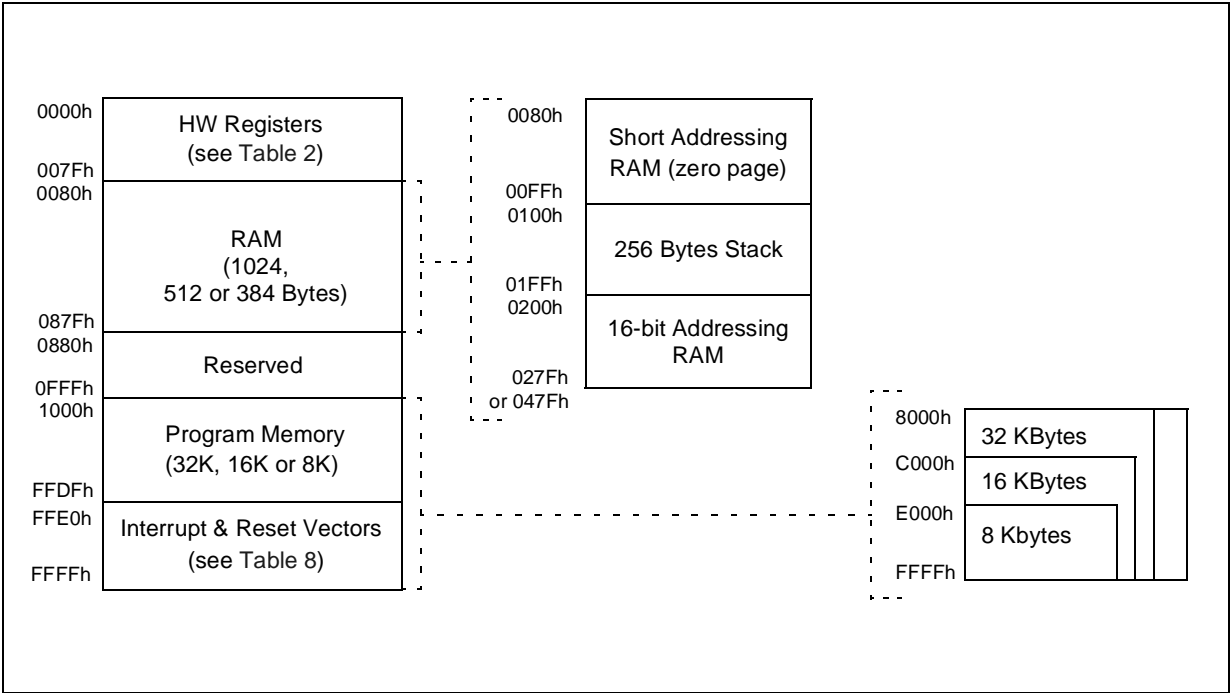 0000h
HW Registers
(see Table 2)
007Fh
0080h
RAM
(1024,
512 or 384 Bytes)
087Fh
0880h
Reserved
0FFFh
1000h
Program Memory
(32K, 16K or 8K)
FFDFh
FFE0h
Interrupt & Reset Vectors
(see Table 8)
FFFFh
0080h
Short Addressing
RAM (zero page)
00FFh
0100h
256 Bytes Stack
01FFh
0200h
16-bit Addressing
RAM
027Fh
or 047Fh
8000h
32 KBytes
C000h
16 KBytes
E000h
8 Kbytes
FFFFh